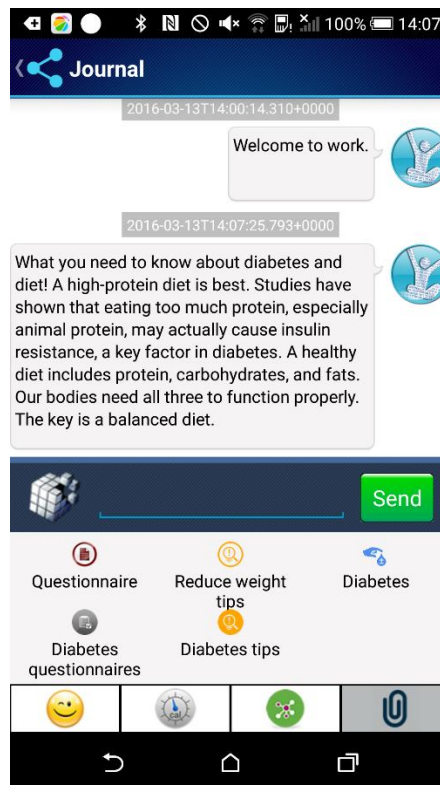 100% 14:07
Journal
2016-03-13T14:00:14.310+0000
Welcome to work.
2016-03-13T14:07:25.793+0000
What you need to know about diabetes and
diet! A high-protein diet is best. Studies have
shown that eating too much protein, especially
animal protein, may actually cause insulin
resistance, a key factor in diabetes. A healthy
diet includes protein, carbohydrates, and fats.
Our bodies need all three to function properly.
The key is a balanced diet.
Send
Questionnaire
Reduce weight
tips
Diabetes
Diabetes
questionnaires
Diabetes tips
cal